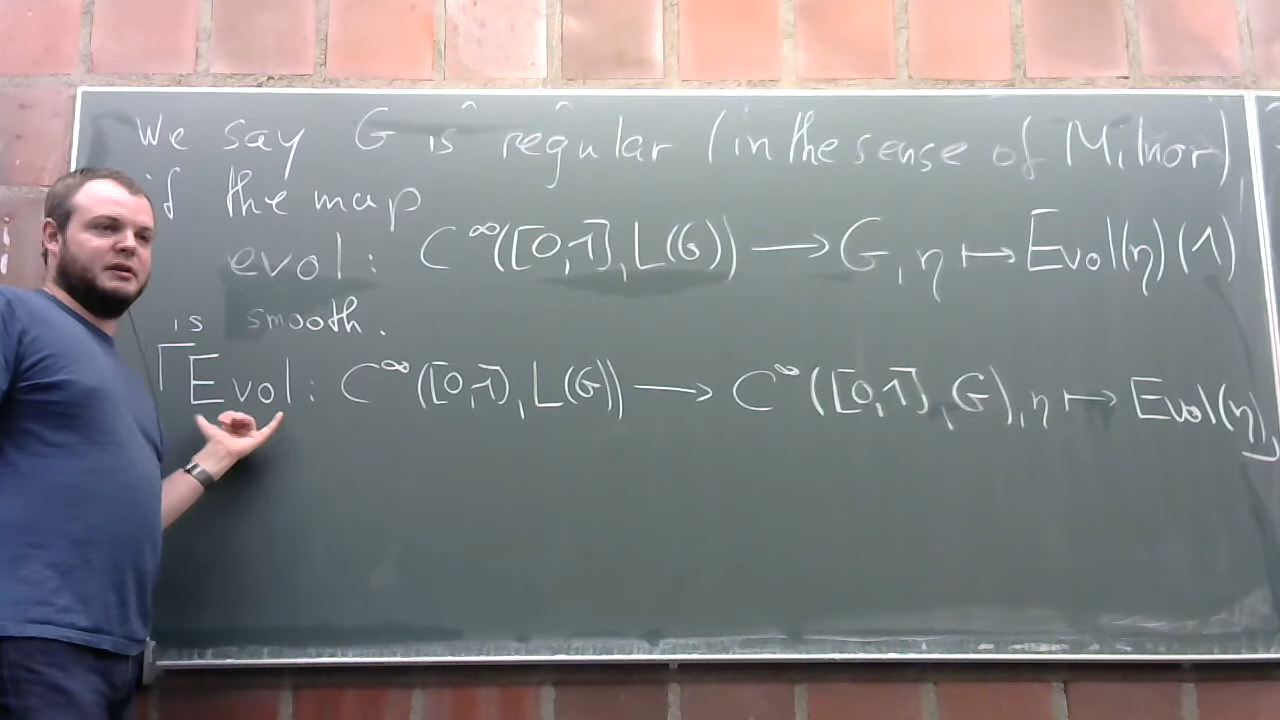 We say G is regular (in the sense of Milnor),
if the map
evol: C^∞([0,1], L(G)) ⟶ G, η ↦ Evol(η)(1)
is smooth.
⌈Evol: C^∞([0,1], L(G)) ⟶ C^∞([0,1], G), η ↦ Evol(η)⌋